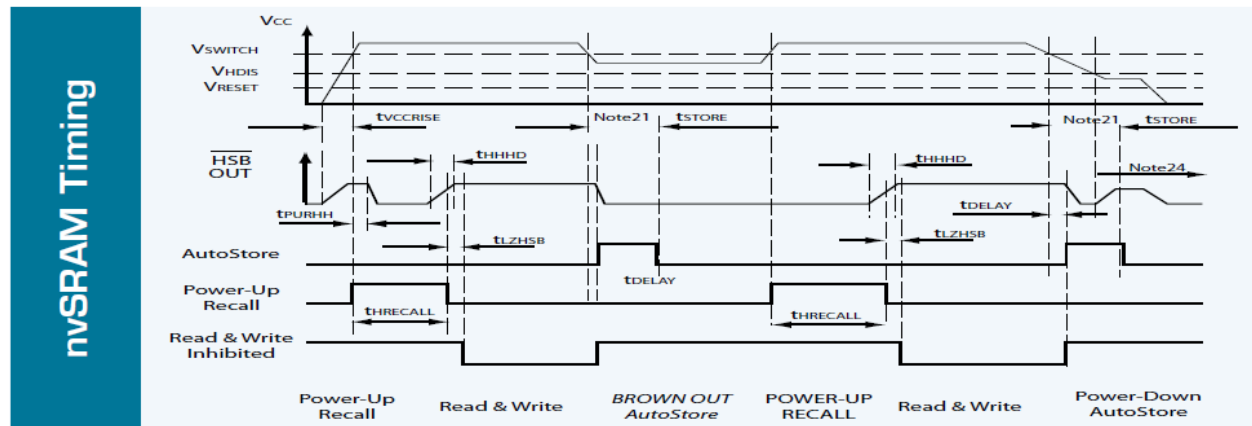 nvSRAM Timing
VCC
VSWITCH
VHDIS
VRESET
tVCCRISE
Note21
tSTORE
Note21
tSTORE
HSB
OUT
tHHHD
tHHHD
Note24
tPURHH
tDELAY
tLZHSB
tLZHSB
AutoStore
tDELAY
Power-Up
Recall
tHRECALL
tHRECALL
Read & Write
Inhibited
Power-Up
Recall
Read & Write
BROWN OUT
AutoStore
POWER-UP
RECALL
Read & Write
Power-Down
AutoStore